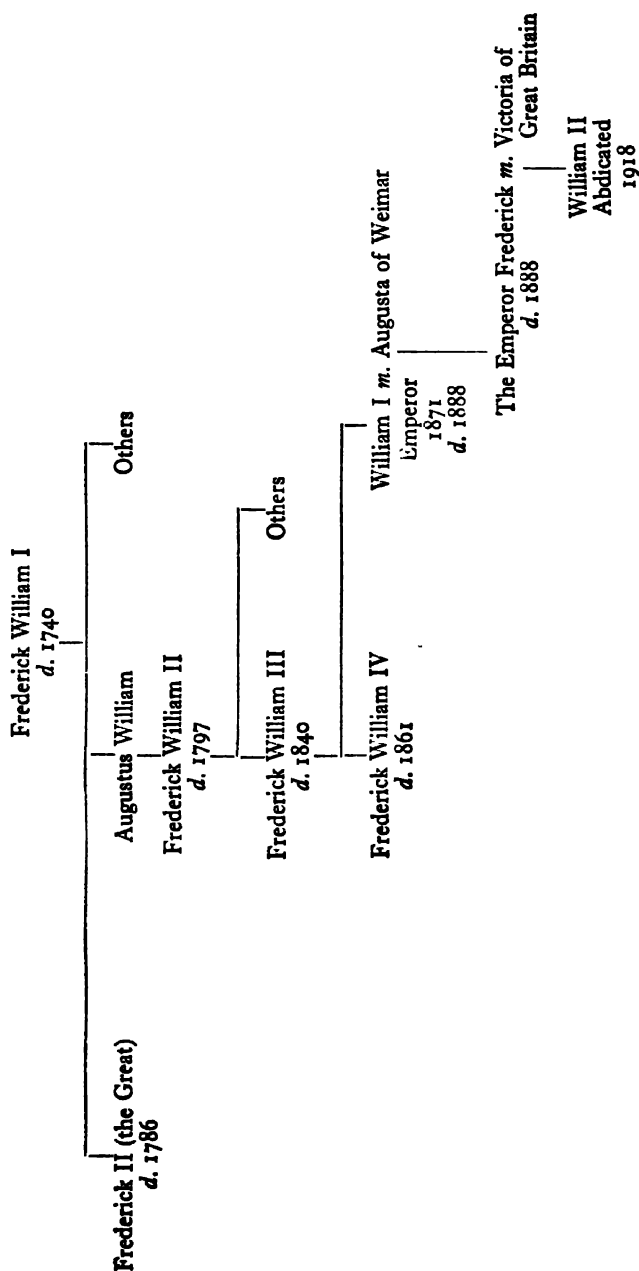 Frederick William I
d. 1740
Frederick II (the Great)
d. 1786
Augustus William
Others
Frederick William II
d. 1797
Frederick William III
d. 1840
Others
Frederick William IV
d. 1861
William I m. Augusta of Weimar
Emperor
1871
d. 1888
The Emperor Frederick m. Victoria of
d. 1888
Great Britain
William II
Abdicated
1918